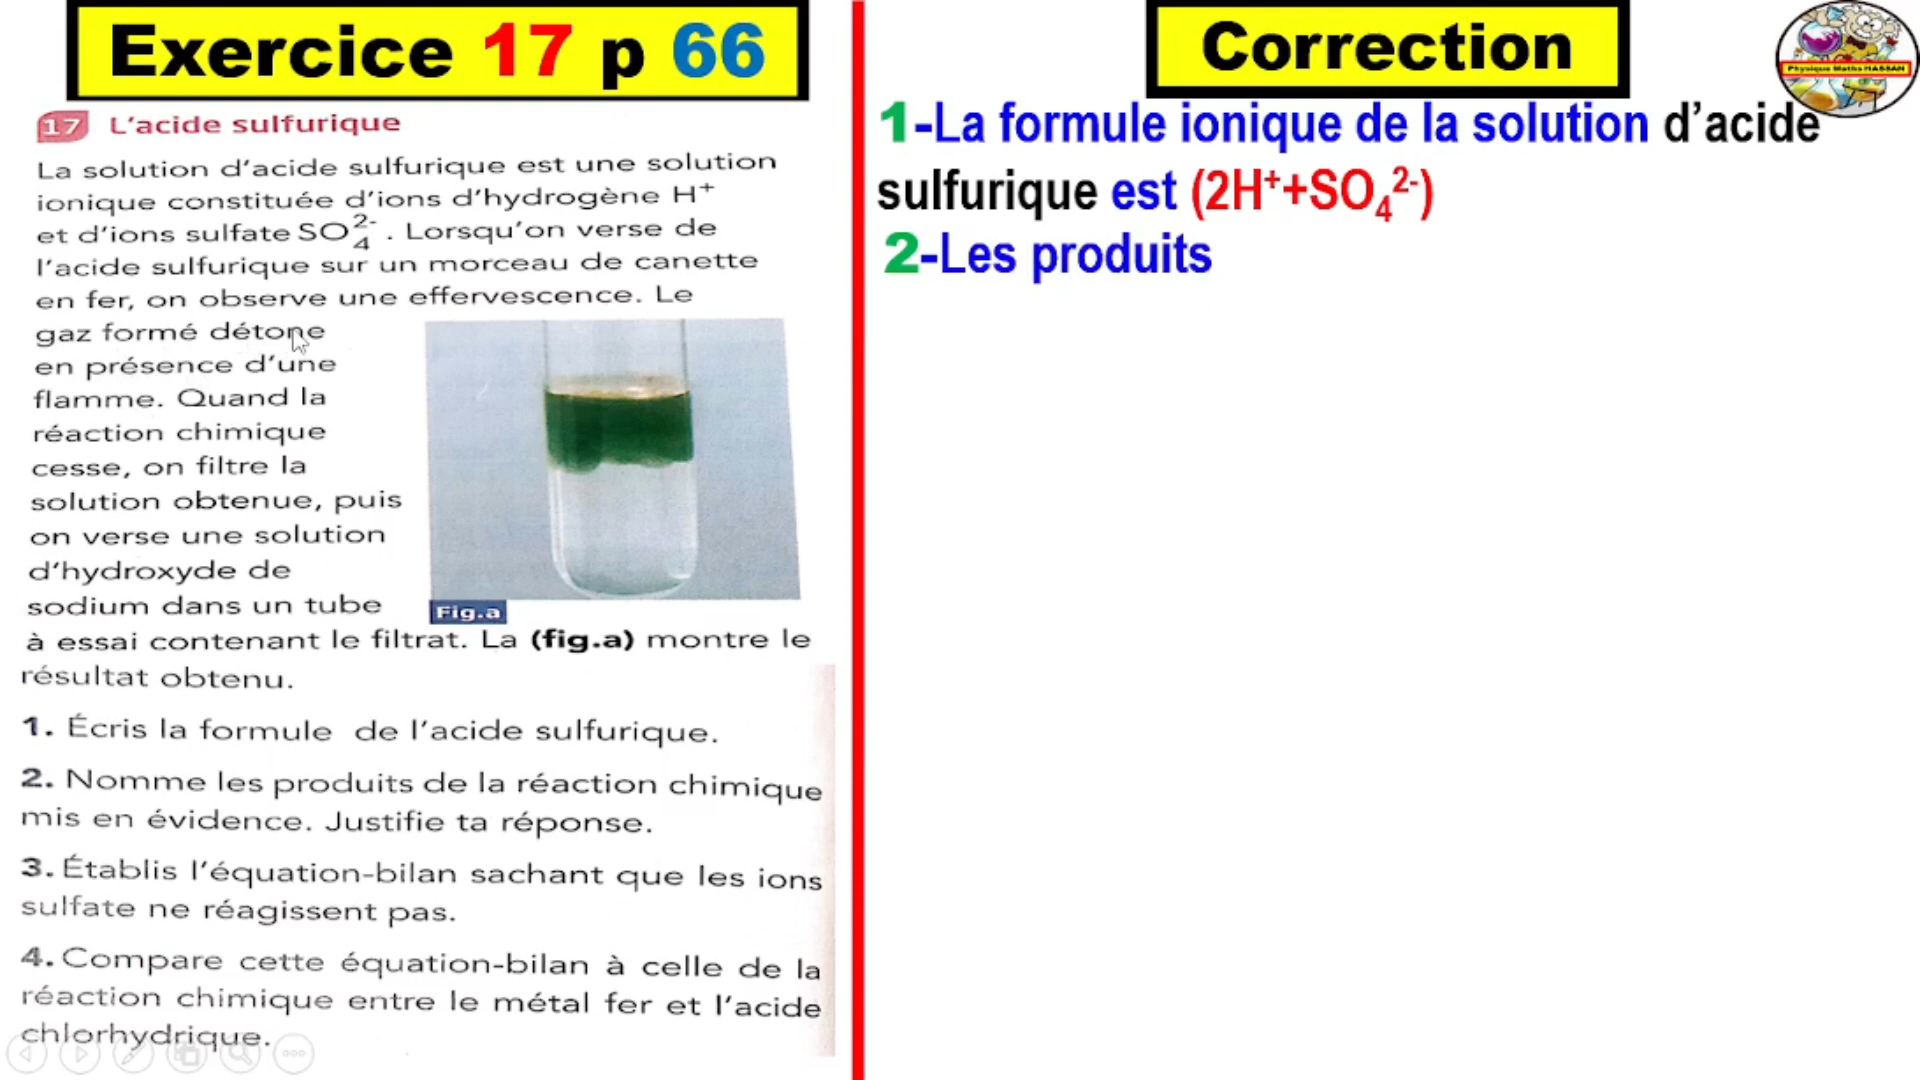 Exercice 17 p 66
17 L'acide sulfurique
La solution d'acide sulfurique est une solution
ionique constituée d'ions d'hydrogène H⁺
et d'ions sulfate SO₄²⁻ . Lorsqu'on verse de
l'acide sulfurique sur un morceau de canette
en fer, on observe une effervescence. Le
gaz formé détone
en présence d'une
flamme. Quand la
réaction chimique
cesse, on filtre la
solution obtenue, puis
on verse une solution
d'hydroxyde de
sodium dans un tube
Fig.a
à essai contenant le filtrat. La (fig.a) montre le
résultat obtenu.
1. Écris la formule de l'acide sulfurique.
2. Nomme les produits de la réaction chimique
mis en évidence. Justifie ta réponse.
3. Établis l'équation-bilan sachant que les ions
sulfate ne réagissent pas.
4. Compare cette équation-bilan à celle de la
réaction chimique entre le métal fer et l'acide
chlorhydrique.
Correction
Physique Maths HASSAN
1-La formule ionique de la solution d'acide
sulfurique est (2H⁺+SO₄²⁻)
2-Les produits